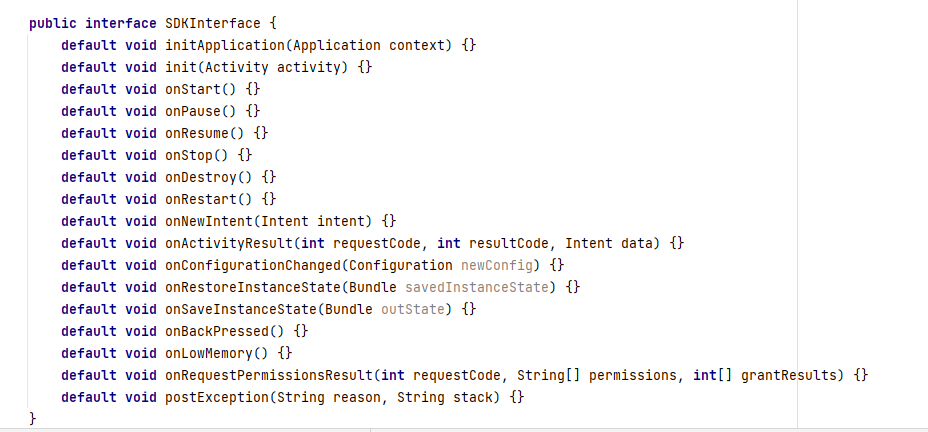 public interface SDKInterface {
    default void initApplication(Application context) {}
    default void init(Activity activity) {}
    default void onStart() {}
    default void onPause() {}
    default void onResume() {}
    default void onStop() {}
    default void onDestroy() {}
    default void onRestart() {}
    default void onNewIntent(Intent intent) {}
    default void onActivityResult(int requestCode, int resultCode, Intent data) {}
    default void onConfigurationChanged(Configuration newConfig) {}
    default void onRestoreInstanceState(Bundle savedInstanceState) {}
    default void onSaveInstanceState(Bundle outState) {}
    default void onBackPressed() {}
    default void onLowMemory() {}
    default void onRequestPermissionsResult(int requestCode, String[] permissions, int[] grantResults) {}
    default void postException(String reason, String stack) {}
}